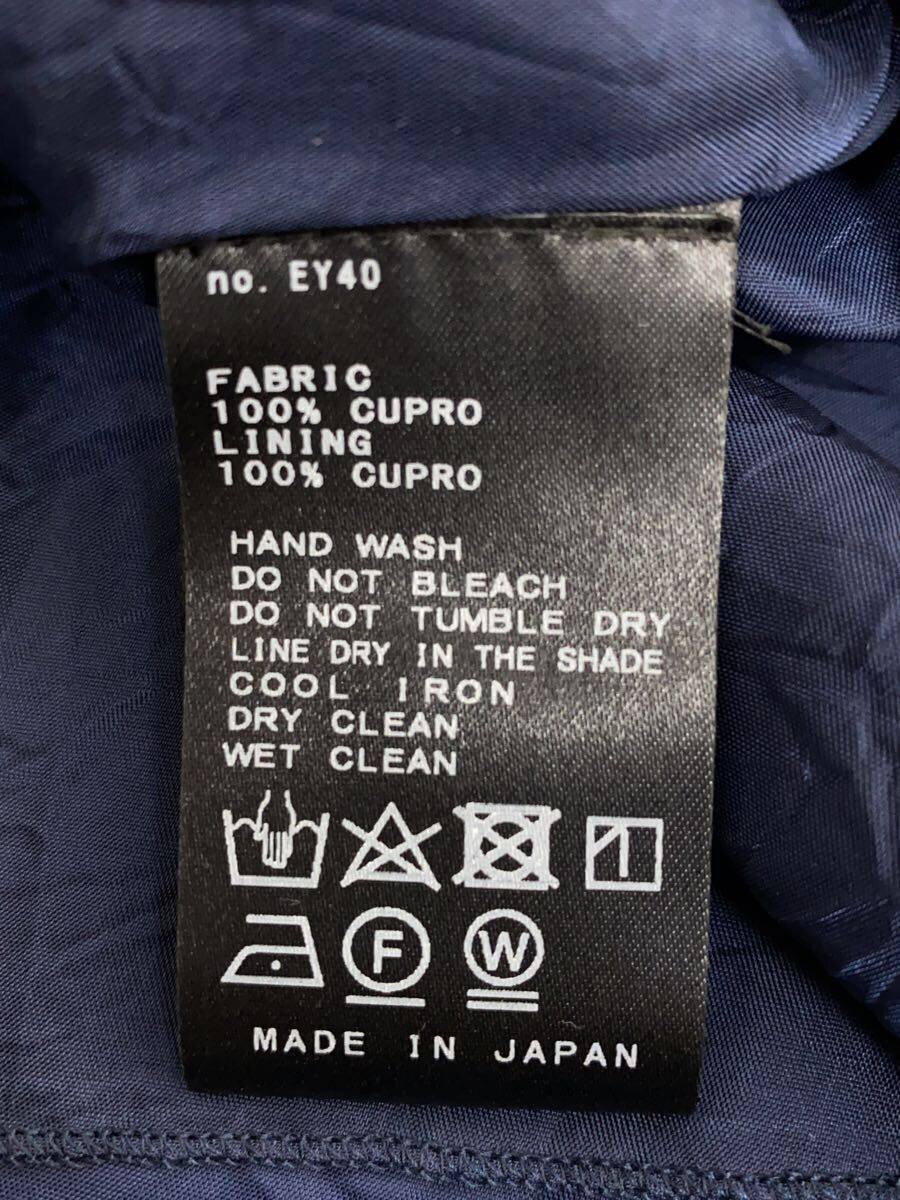 no. EY40
FABRIC
100% CUPRO
LINING
100% CUPRO
HAND WASH
DO NOT BLEACH
DO NOT TUMBLE DRY
LINE DRY IN THE SHADE
COOL IRON
DRY CLEAN
WET CLEAN
F W
MADE IN JAPAN